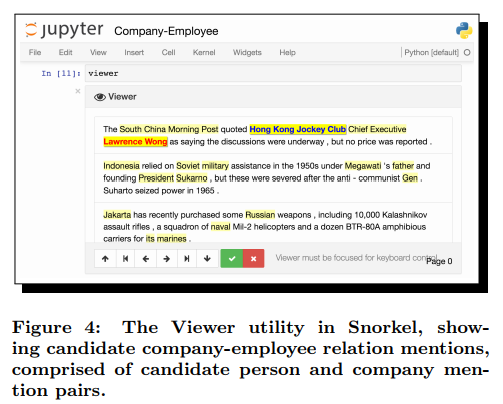 jupyter Company-Employee
File Edit View Insert Cell Kernel Widgets Help Python [default]
In [11]: viewer
× Viewer
The South China Morning Post quoted Hong Kong Jockey Club Chief Executive
Lawrence Wong as saying the discussions were underway , but no price was reported .
Indonesia relied on Soviet military assistance in the 1950s under Megawati 's father and
founding President Sukarno , but these were severed after the anti - communist Gen .
Suharto seized power in 1965 .
Jakarta has recently purchased some Russian weapons , including 10,000 Kalashnikov
assault rifles , a squadron of naval Mil-2 helicopters and a dozen BTR-80A amphibious
carriers for its marines .
Viewer must be focused for keyboard control. Page 0
Figure 4: The Viewer utility in Snorkel, show-
ing candidate company-employee relation mentions,
comprised of candidate person and company men-
tion pairs.